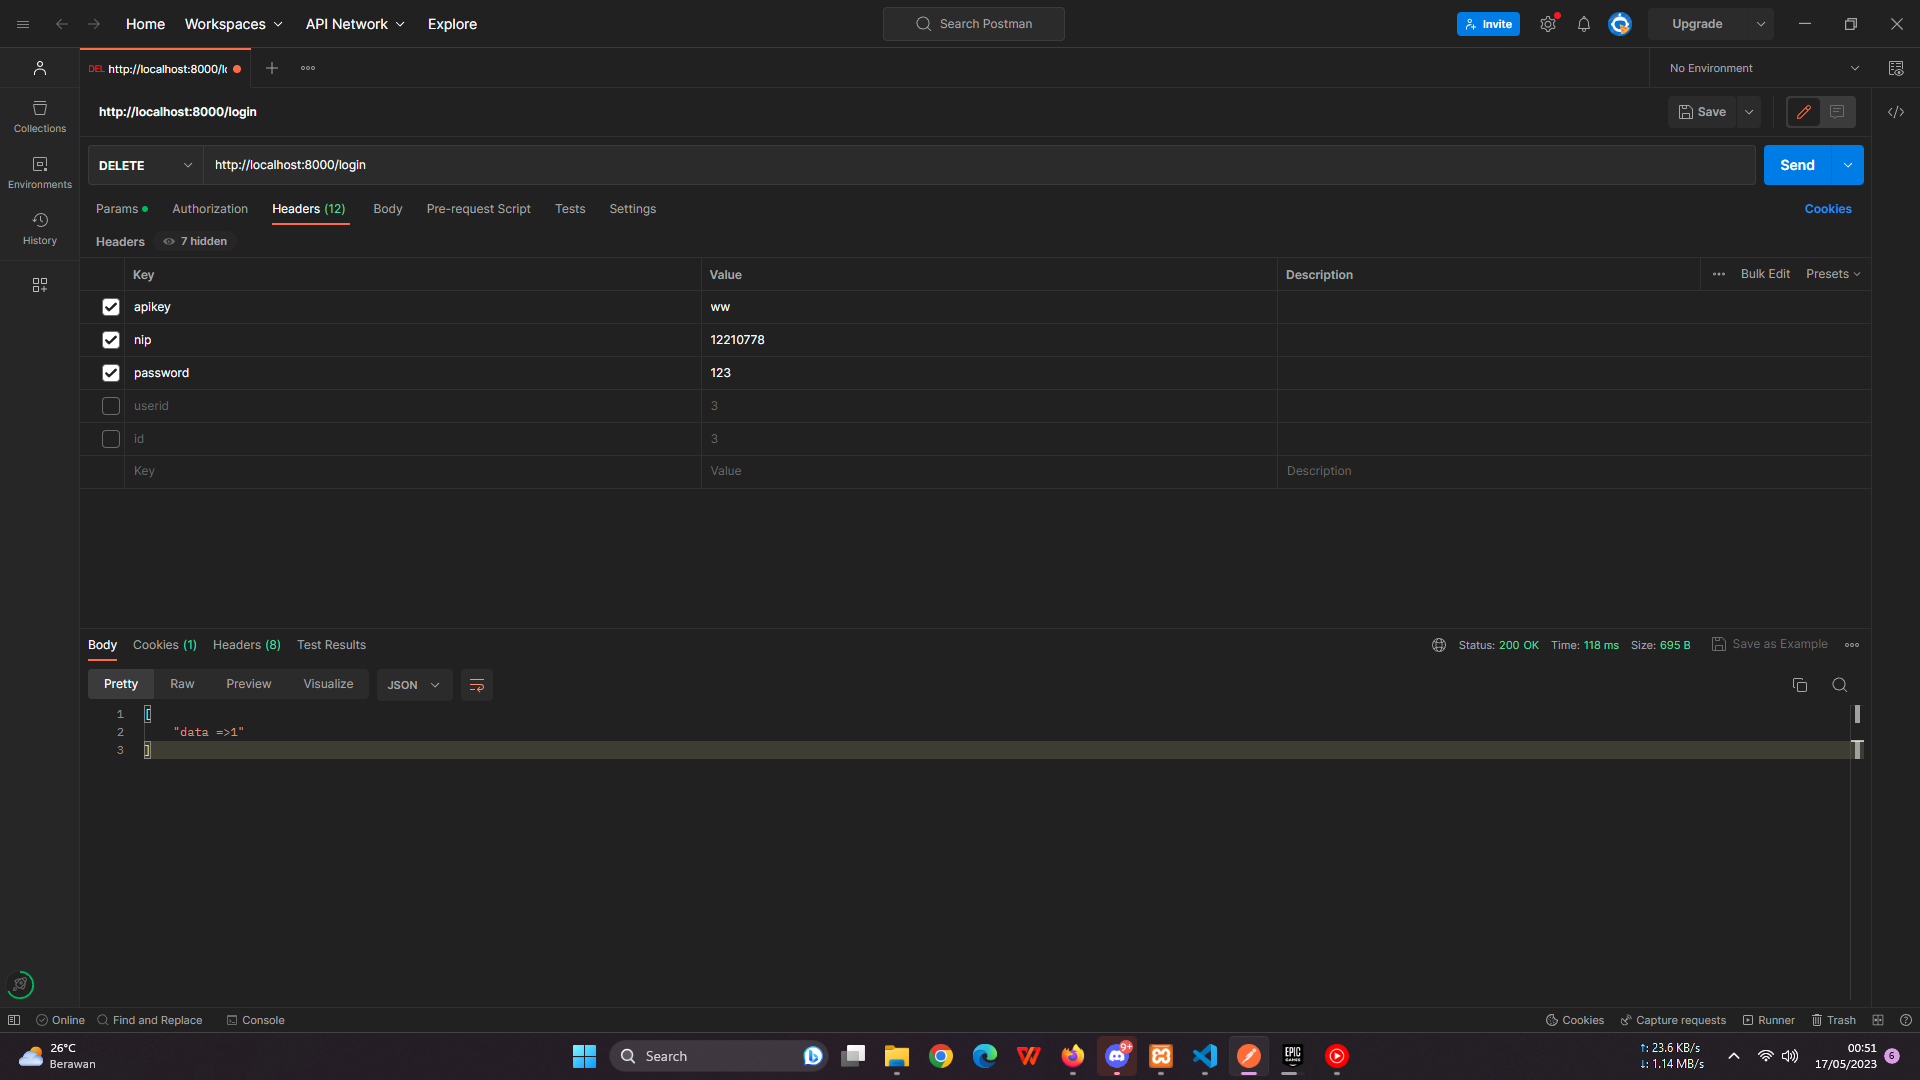 Home Workspaces API Network Explore Search Postman Invite Upgrade
DEL http://localhost:8000/l No Environment
http://localhost:8000/login Save
Collections
DELETE http://localhost:8000/login Send
Environments
Params Authorization Headers (12) Body Pre-request Script Tests Settings Cookies
History
Headers 7 hidden
Key Value Description Bulk Edit Presets
apikey ww
nip 12210778
password 123
userid 3
id 3
Key Value Description
Body Cookies (1) Headers (8) Test Results Status: 200 OK Time: 118 ms Size: 695 B Save as Example
Pretty Raw Preview Visualize JSON
1 [
2 "data =>1"
3 ]
Online Find and Replace Console Cookies Capture requests Runner Trash
26°C
Berawan
Search
9+
EPIC
GAMES
↑: 23.6 KB/s
↓: 1.14 MB/s
00:51
17/05/2023
6